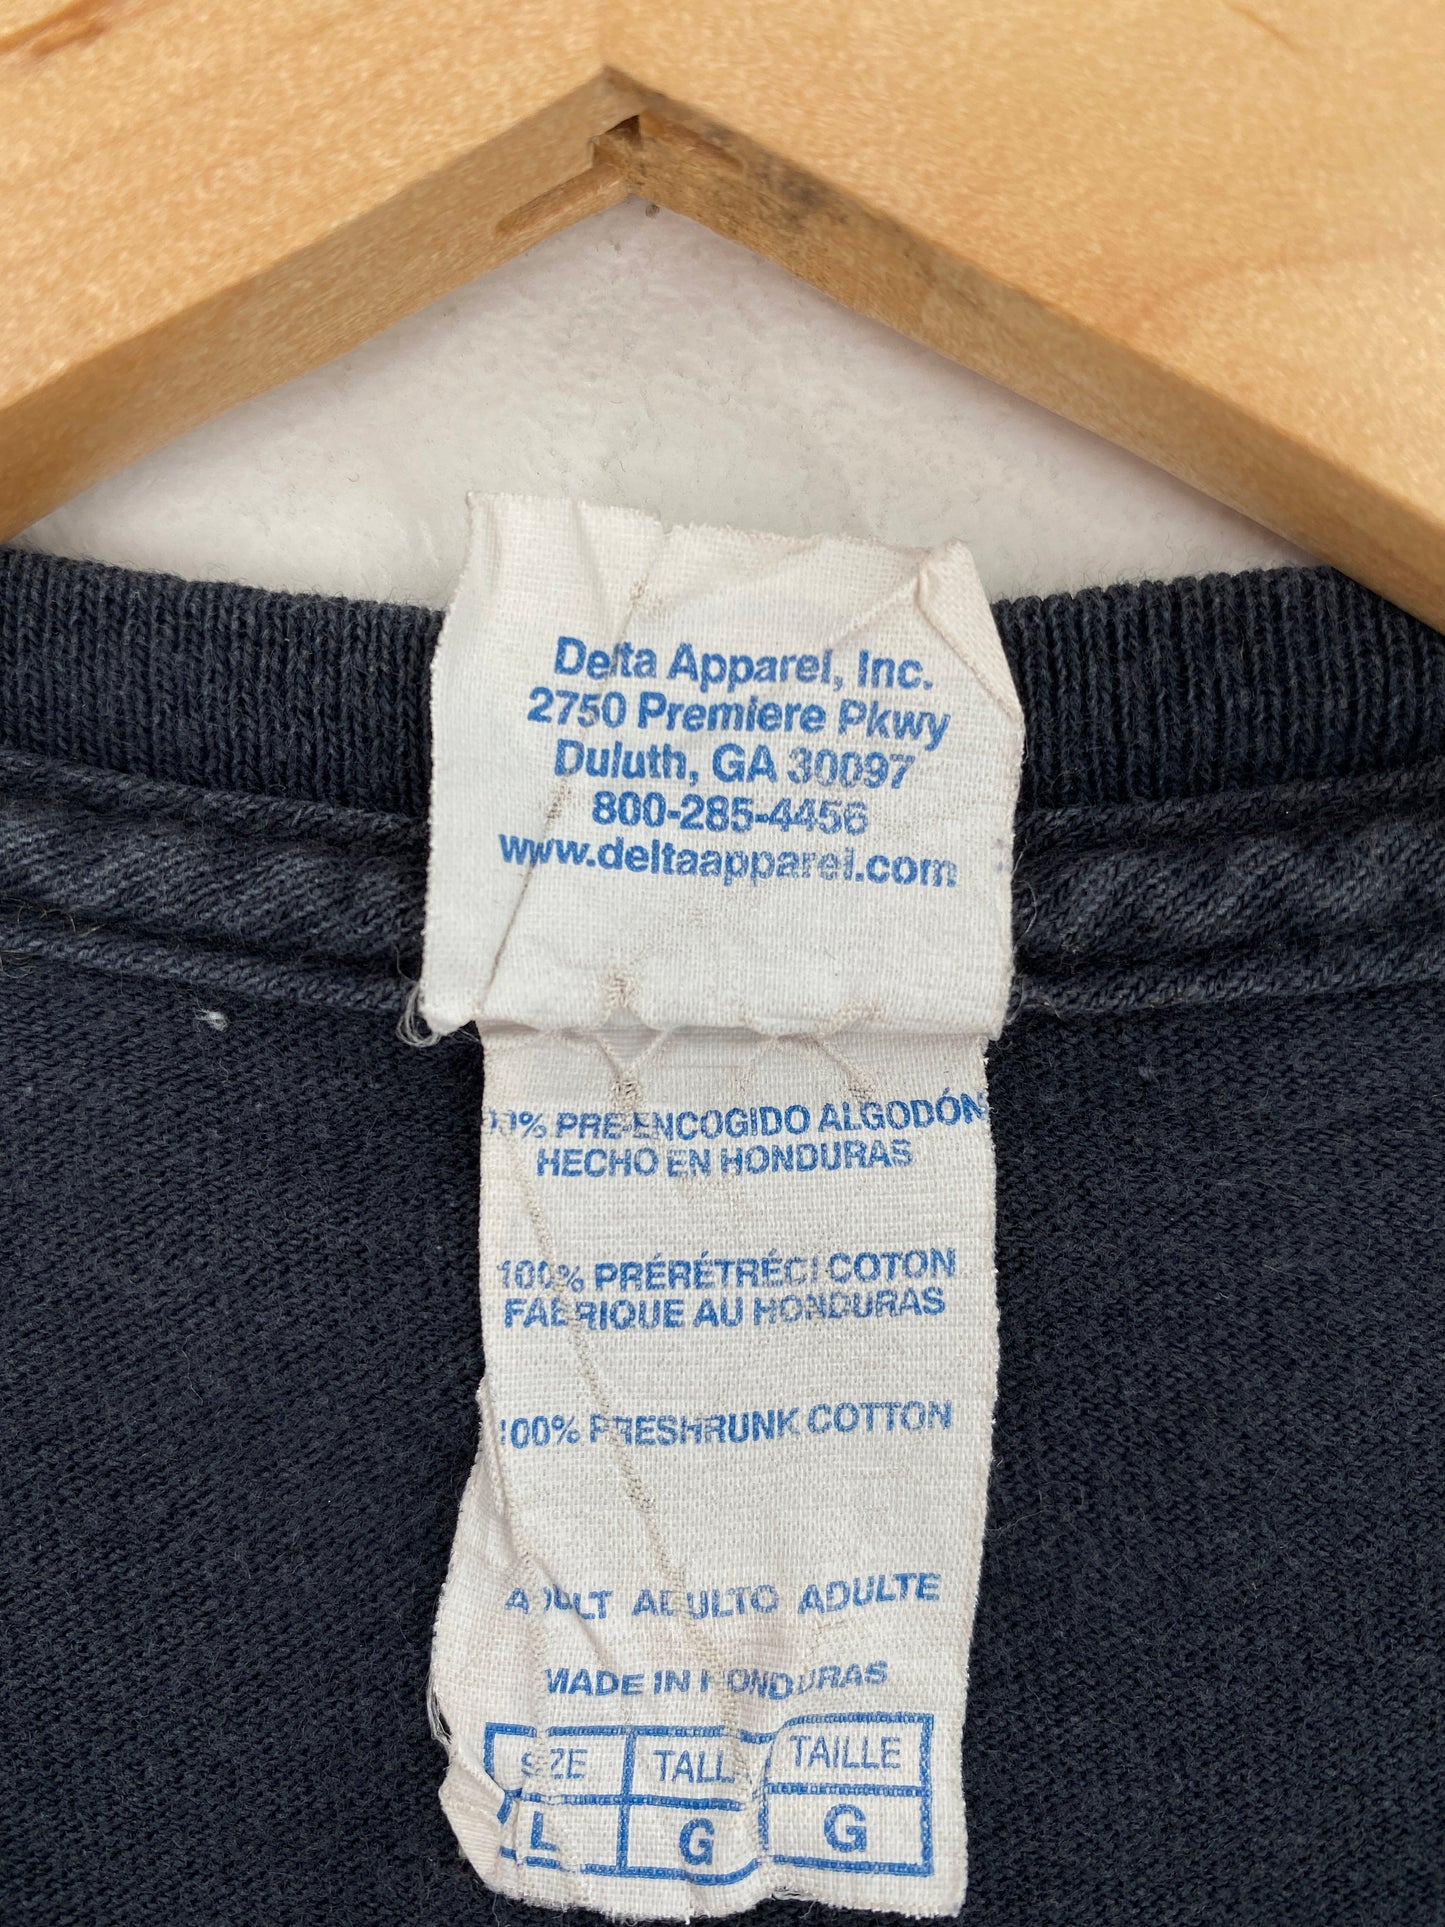 Delta Apparel, Inc.
2750 Premiere Pkwy
Duluth, GA 30097
800-285-4456
www.deltaapparel.com
PRE-ENCOGIDO ALGODÓN
HECHO EN HONDURAS
100% PRÉRÉTRÉCI COTON
FABRIQUE AU HONDURAS
100% PRESHRUNK COTTON
ADULT ADULTO ADULTE
MADE IN HONDURAS
SIZE TALLA TAILLE
L G G